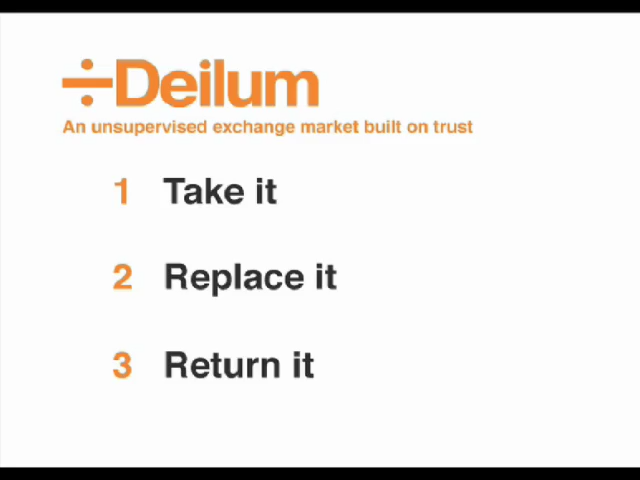 ÷Deilum
An unsupervised exchange market built on trust
1 Take it
2 Replace it
3 Return it